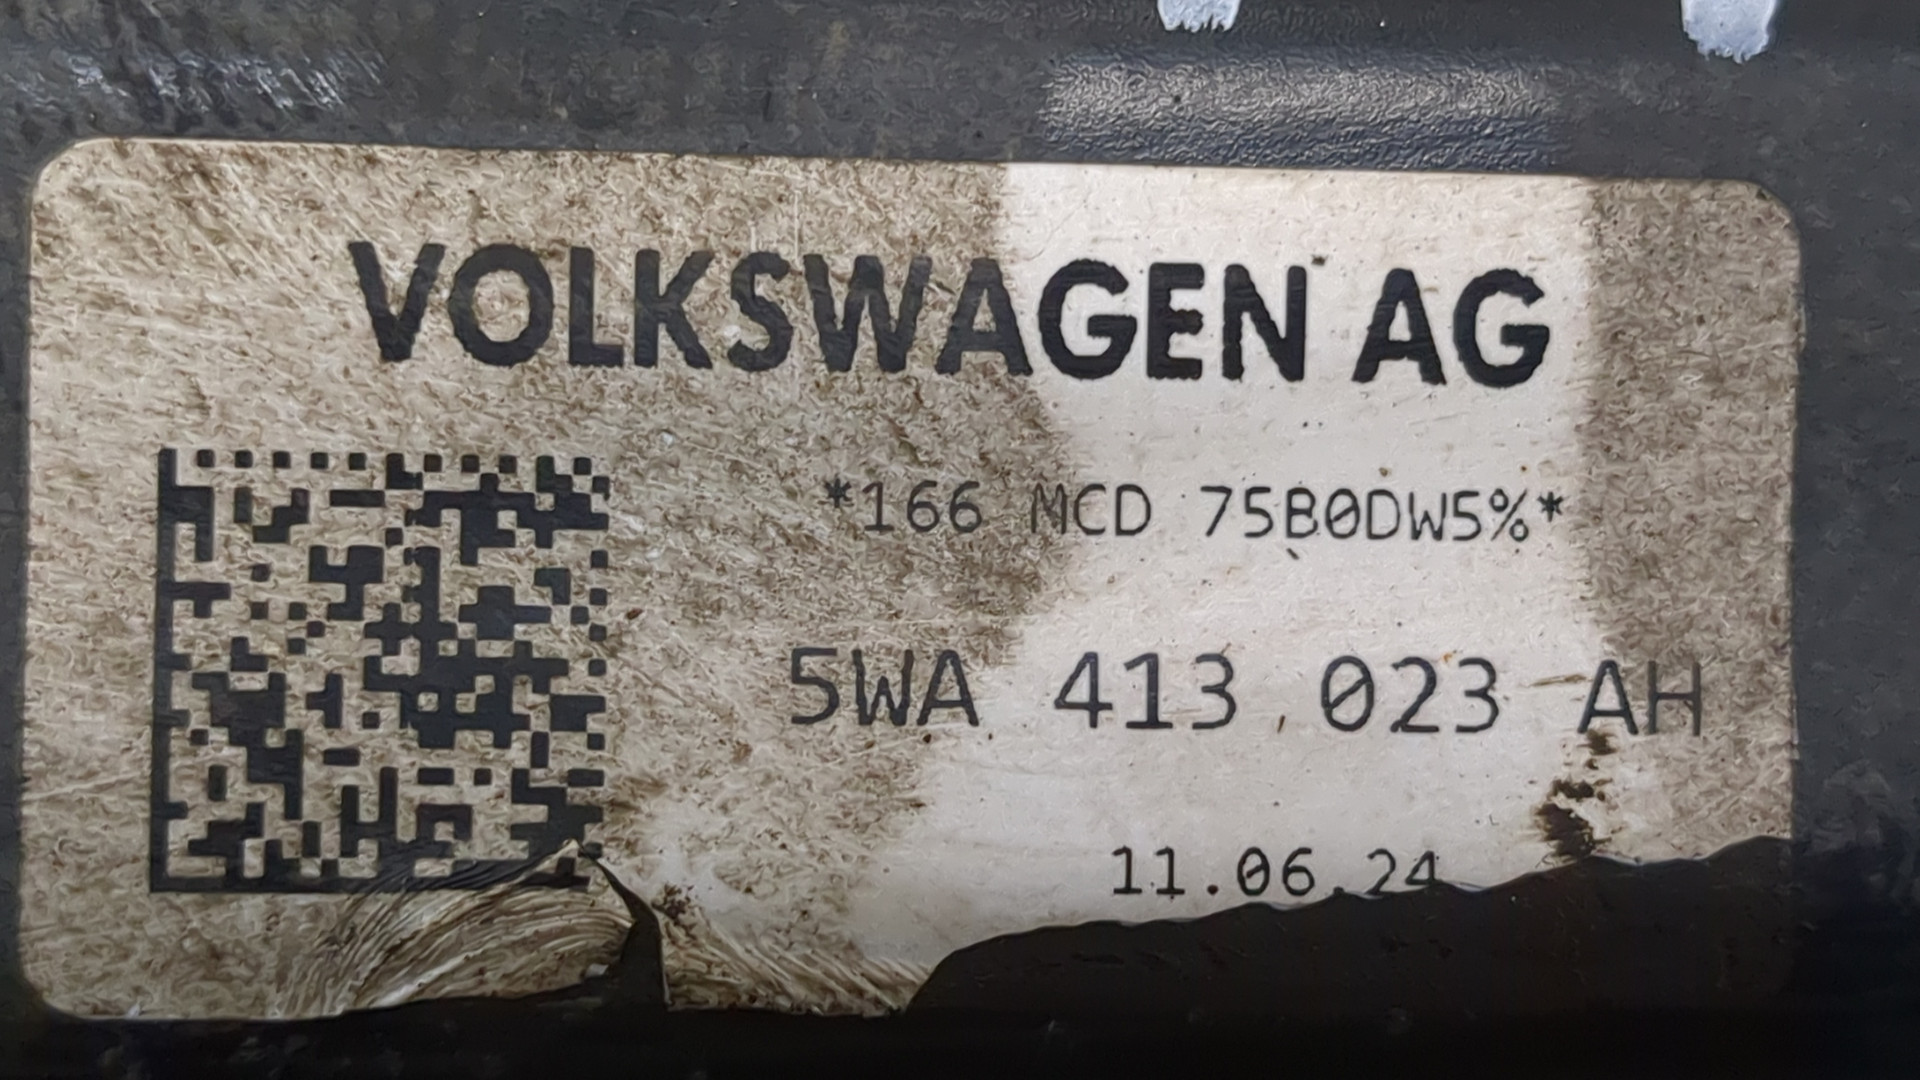 VOLKSWAGEN AG
*166 MCD 75B0DW5%*
5WA 413 023 AH
11.06.24